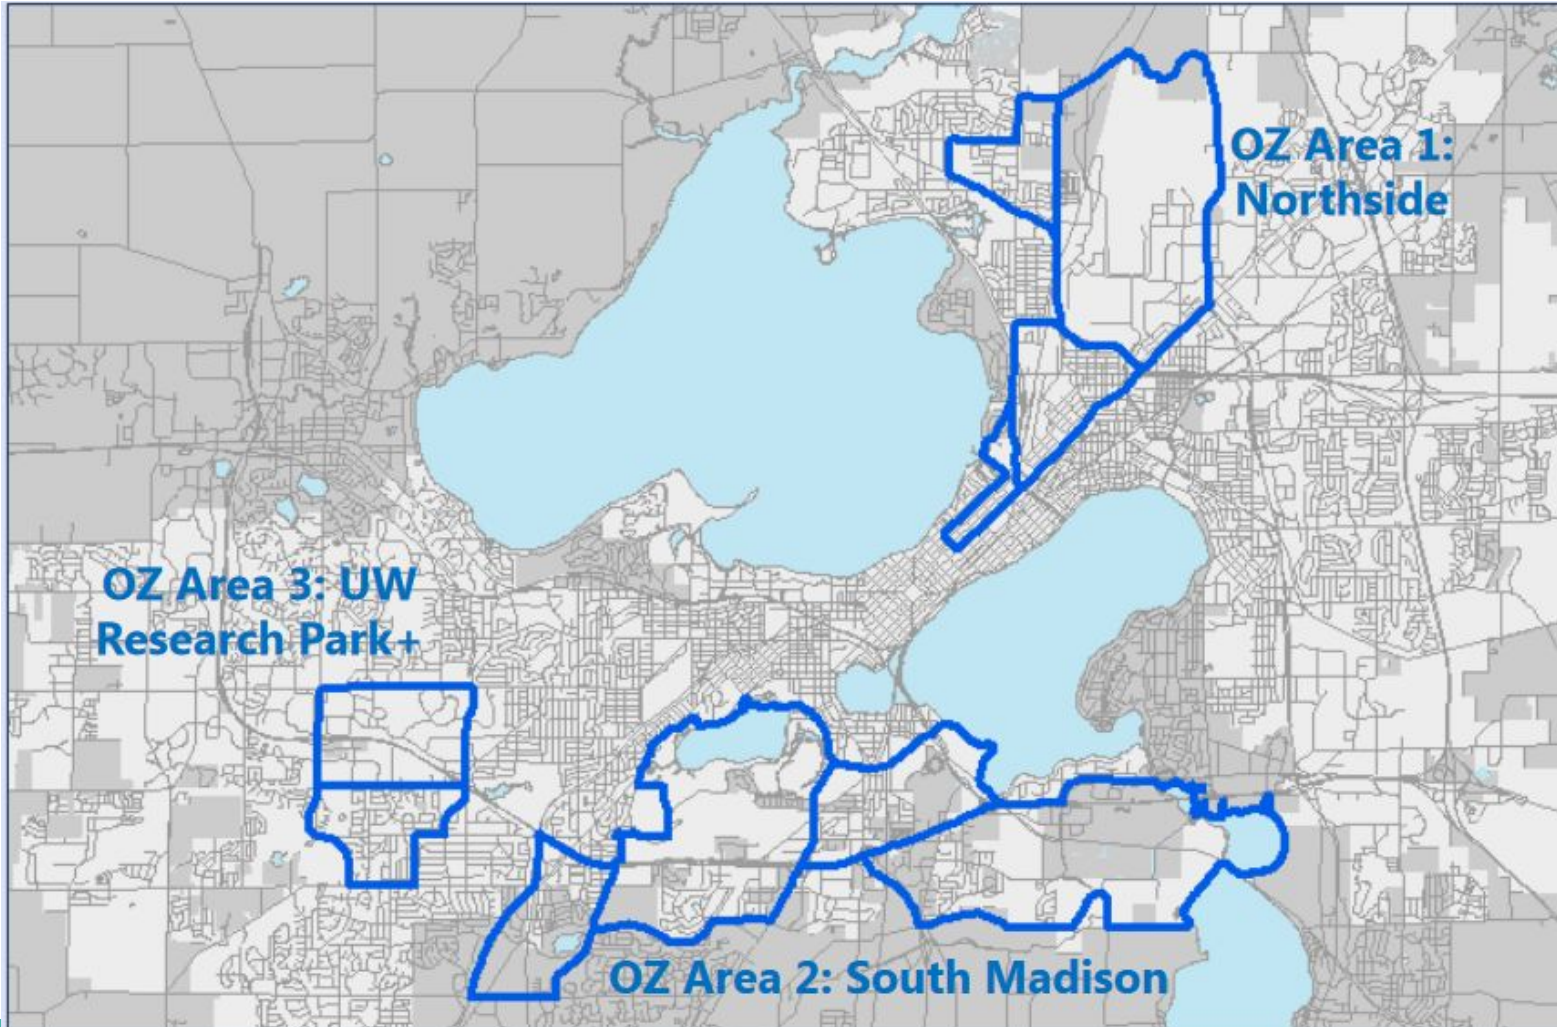 OZ Area 1:
Northside
OZ Area 3: UW
Research Park+
OZ Area 2: South Madison